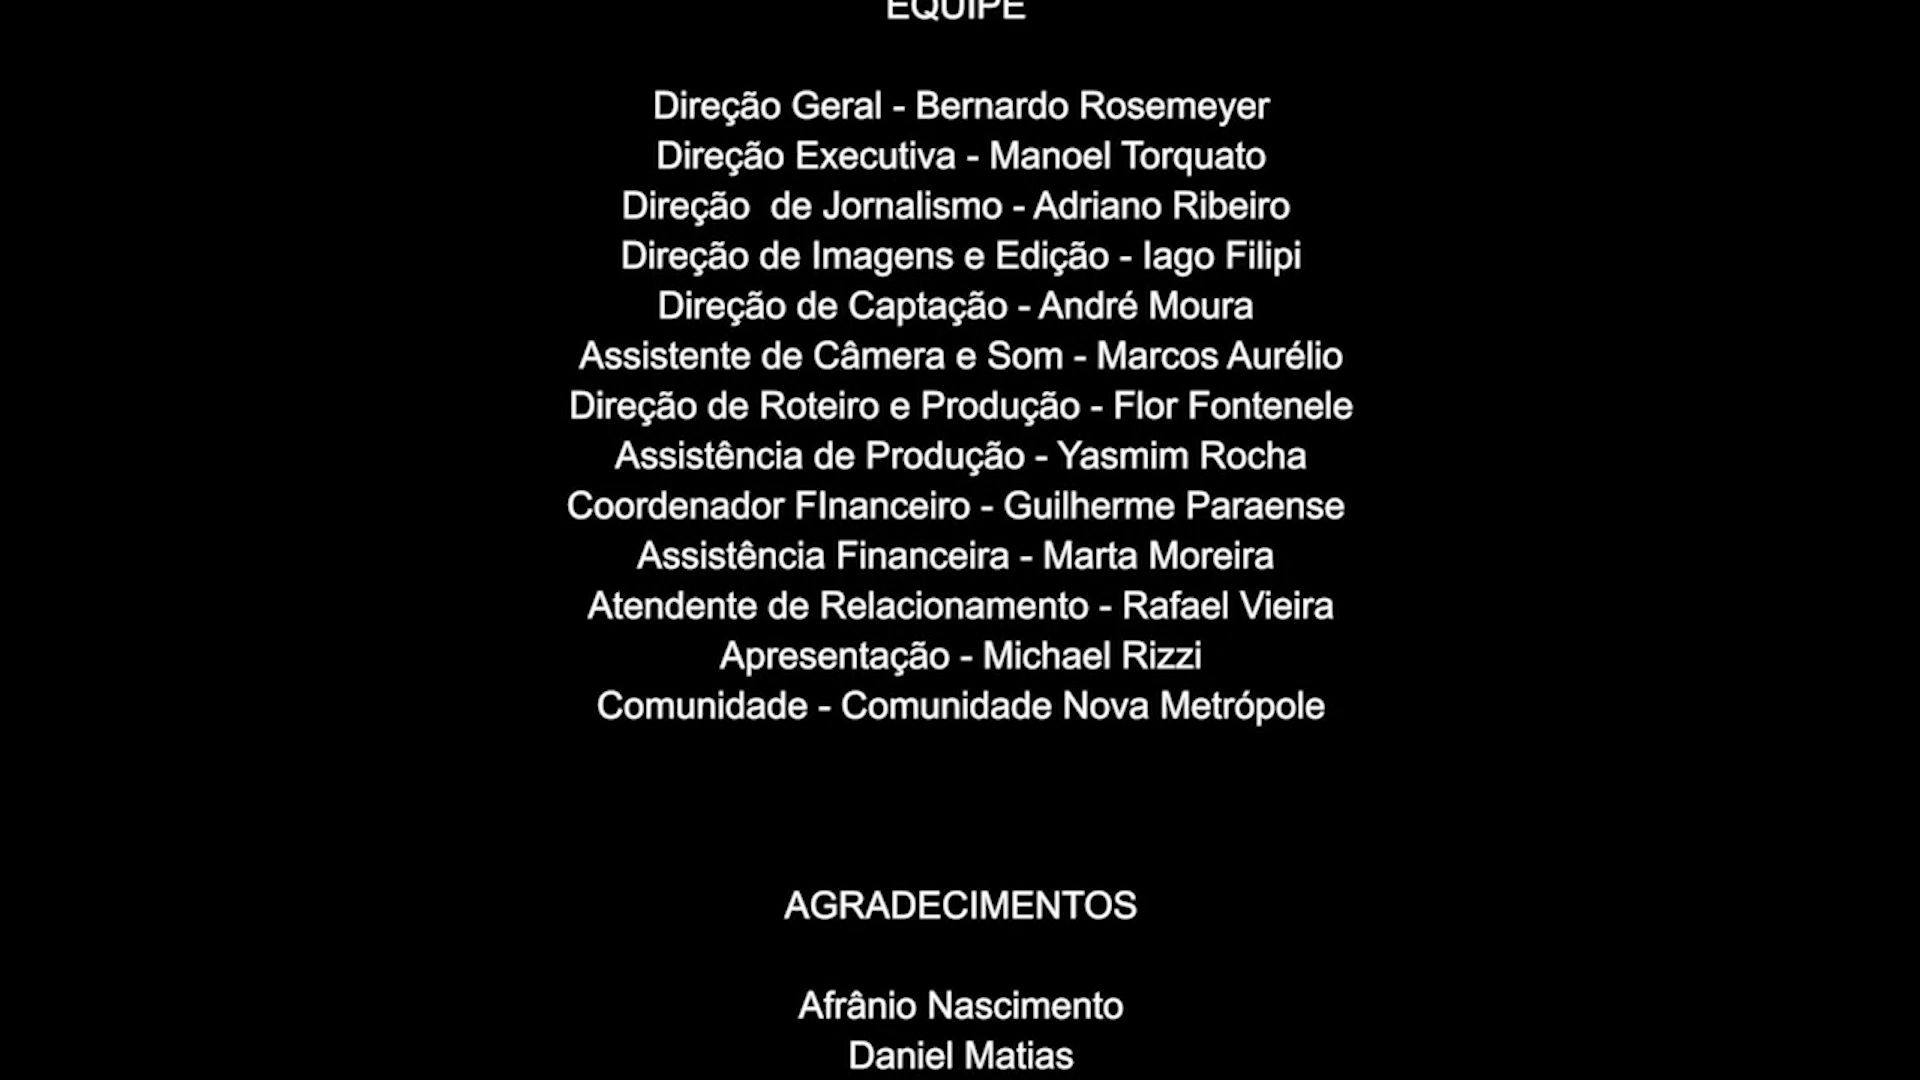 EQUIPE
Direção Geral - Bernardo Rosemeyer
Direção Executiva - Manoel Torquato
Direção  de Jornalismo - Adriano Ribeiro
Direção de Imagens e Edição - Iago Filipi
Direção de Captação - André Moura
Assistente de Câmera e Som - Marcos Aurélio
Direção de Roteiro e Produção - Flor Fontenele
Assistência de Produção - Yasmim Rocha
Coordenador FInanceiro - Guilherme Paraense
Assistência Financeira - Marta Moreira
Atendente de Relacionamento - Rafael Vieira
Apresentação - Michael Rizzi
Comunidade - Comunidade Nova Metrópole
AGRADECIMENTOS
Afrânio Nascimento
Daniel Matias